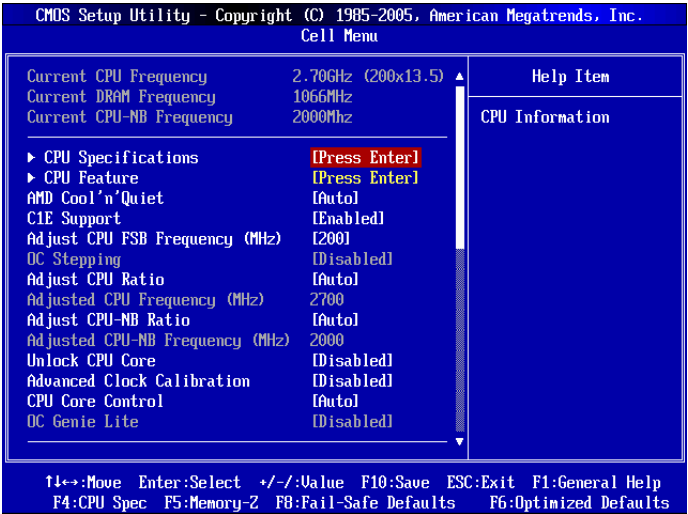 CMOS Setup Utility - Copyright (C) 1985-2005, American Megatrends, Inc.
Cell Menu
Current CPU Frequency 2.70GHz (200x13.5)
Current DRAM Frequency 1066MHz
Current CPU-NB Frequency 2000Mhz
CPU Specifications [Press Enter]
CPU Feature [Press Enter]
AMD Cool'n'Quiet [Auto]
C1E Support [Enabled]
Adjust CPU FSB Frequency (MHz) [200]
OC Stepping [Disabled]
Adjust CPU Ratio [Auto]
Adjusted CPU Frequency (MHz) 2700
Adjust CPU-NB Ratio [Auto]
Adjusted CPU-NB Frequency (MHz) 2000
Unlock CPU Core [Disabled]
Advanced Clock Calibration [Disabled]
CPU Core Control [Auto]
OC Genie Lite [Disabled]
Help Item
CPU Information
↑↓←→:Move Enter:Select +/-/:Value F10:Save ESC:Exit F1:General Help
F4:CPU Spec F5:Memory-Z F8:Fail-Safe Defaults F6:Optimized Defaults